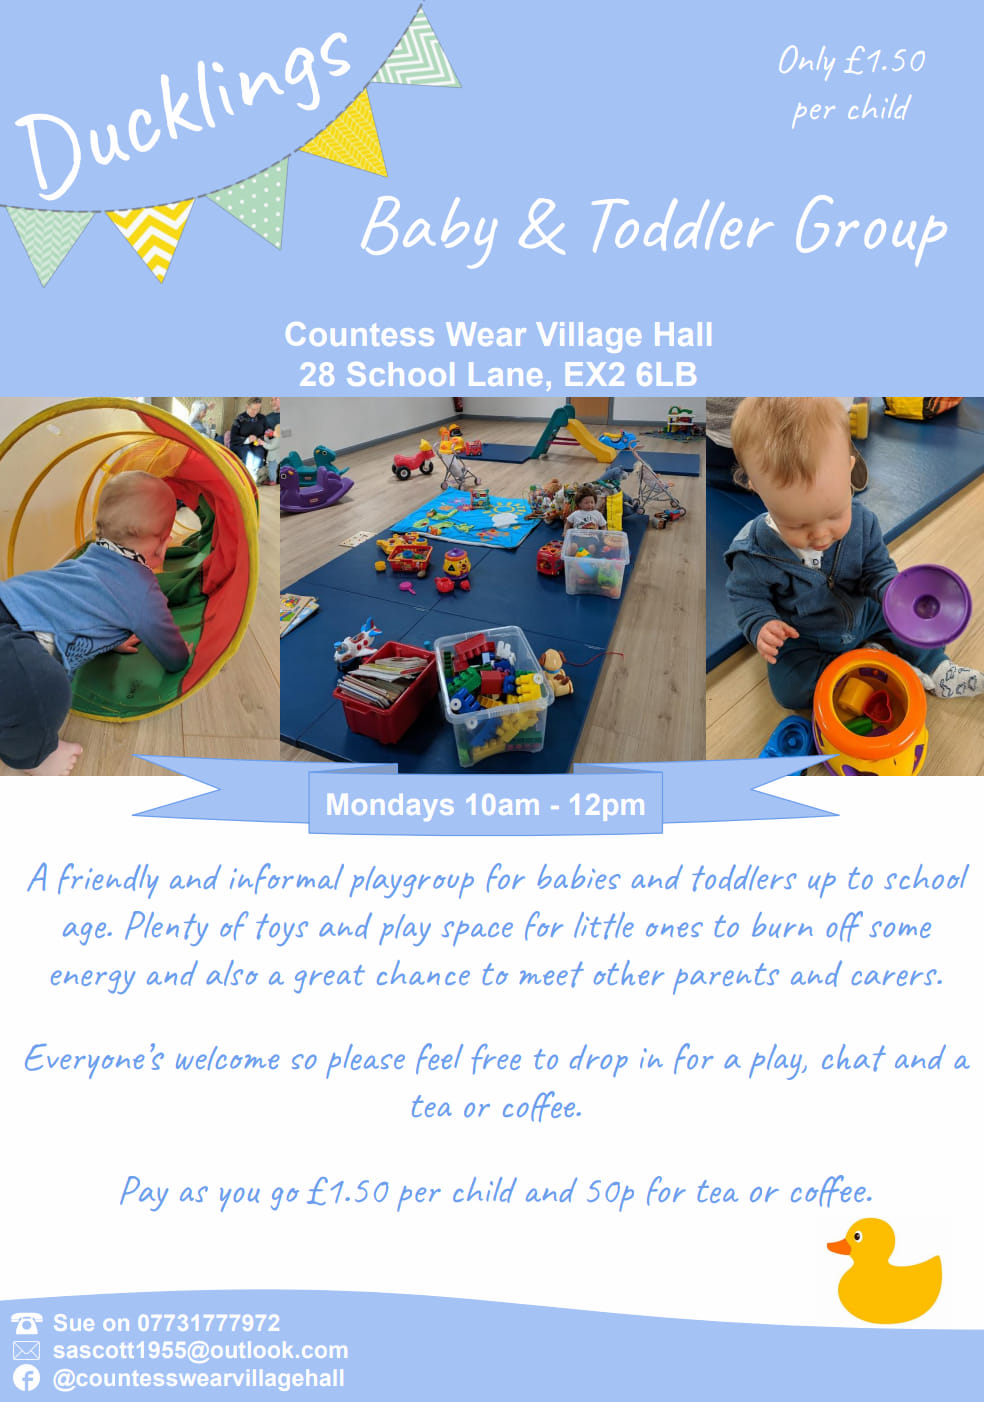 Ducklings
Only £1.50
per child
Baby & Toddler Group
Countess Wear Village Hall
28 School Lane, EX2 6LB
Mondays 10am - 12pm
A friendly and informal playgroup for babies and toddlers up to school
age. Plenty of toys and play space for little ones to burn off some
energy and also a great chance to meet other parents and carers.
Everyone's welcome so please feel free to drop in for a play, chat and a
tea or coffee.
Pay as you go £1.50 per child and 50p for tea or coffee.
Sue on 07731777972
sascott1955@outlook.com
@countesswearvillagehall